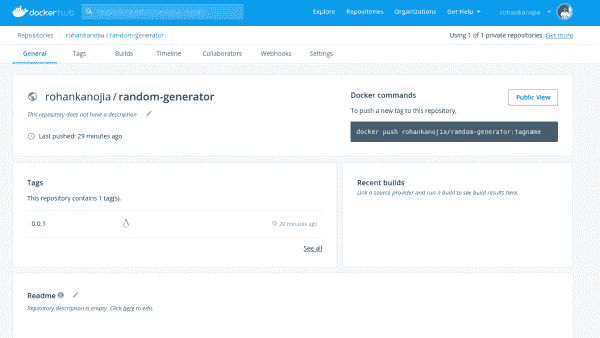 dockerhub
Search
Explore Repositories Organizations Get Help
rohankanojia
Repositories rohankanojia / random-generator
Using 1 of 1 private repositories. Get more
General Tags Builds Timeline Collaborators Webhooks Settings
rohankanojia / random-generator
This repository does not have a description
Last pushed: 29 minutes ago
Docker commands
Public View
To push a new tag to this repository,
docker push rohankanojia/random-generator:tagname
Tags
This repository contains 1 tag(s).
0.0.1
29 minutes ago
See all
Recent builds
Link a source provider and run a build to see build results here.
Readme
Repository description is empty. Click here to edit.